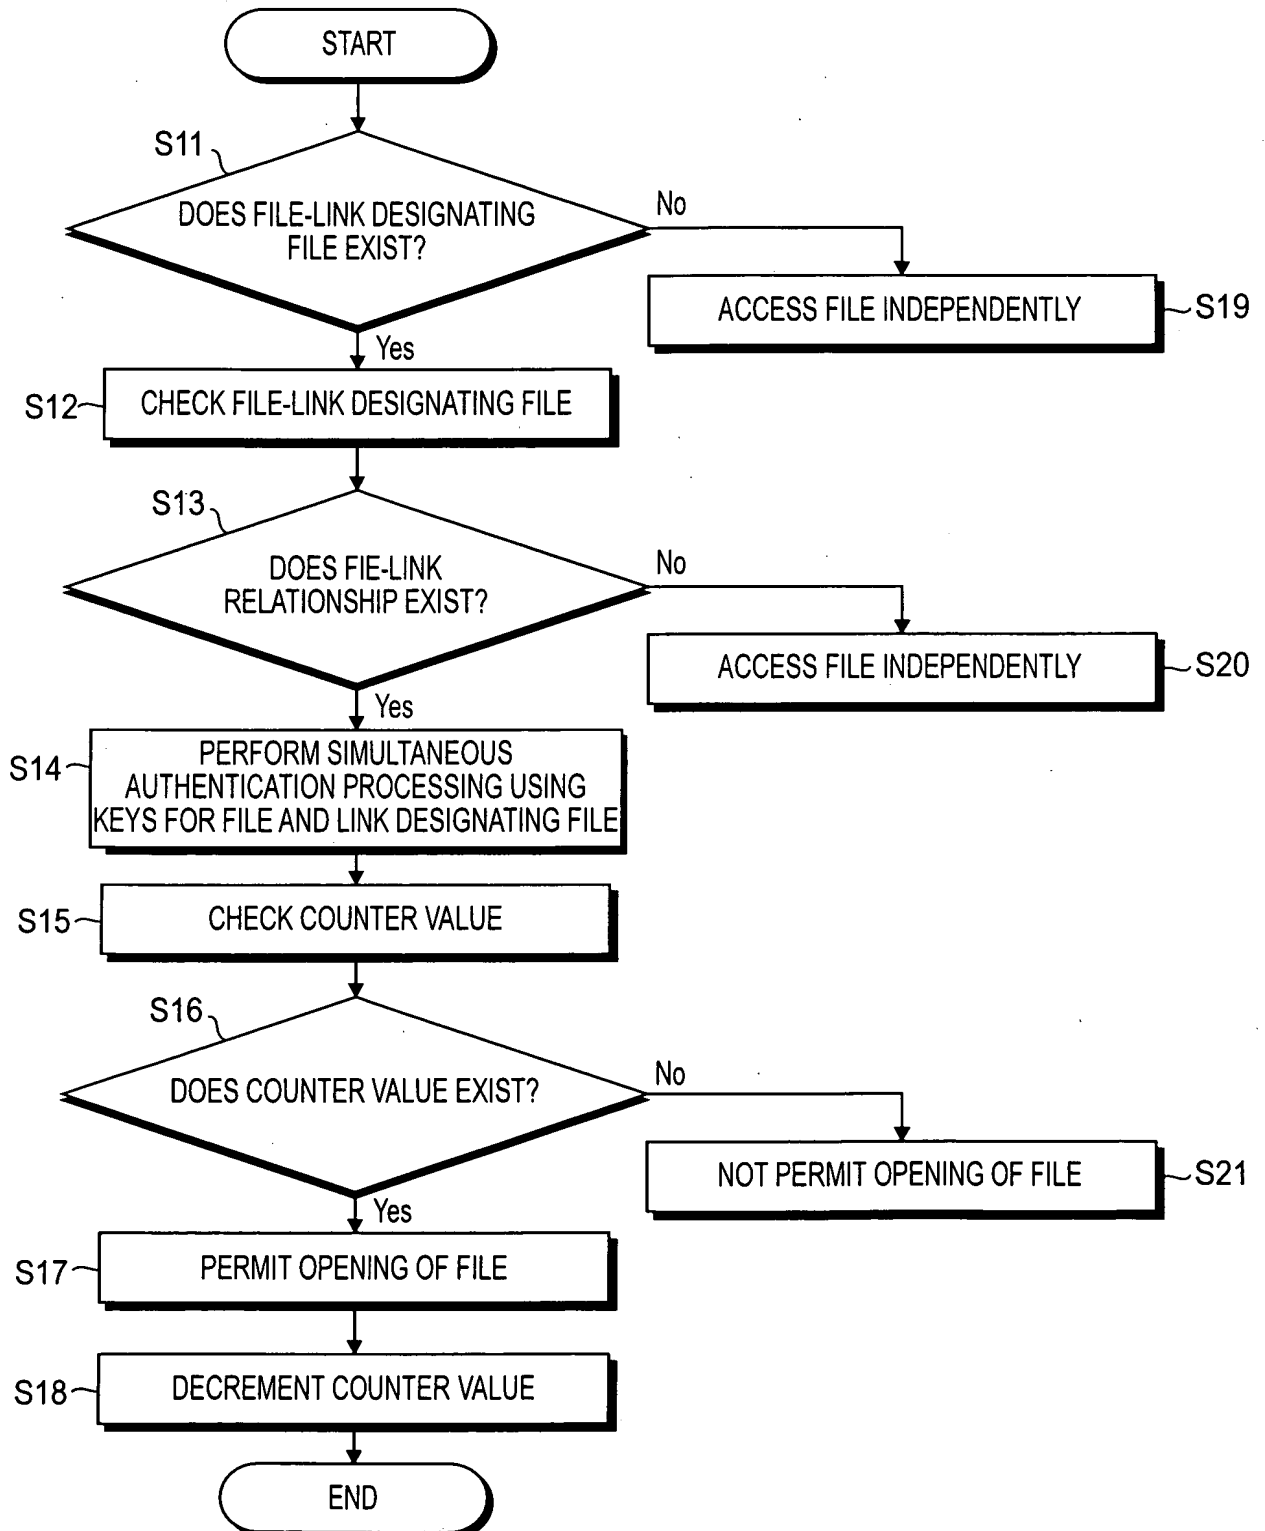 START
S11
DOES FILE-LINK DESIGNATING
FILE EXIST?
No
ACCESS FILE INDEPENDENTLY
S19
Yes
S12
CHECK FILE-LINK DESIGNATING FILE
S13
DOES FIE-LINK
RELATIONSHIP EXIST?
No
ACCESS FILE INDEPENDENTLY
S20
Yes
S14
PERFORM SIMULTANEOUS
AUTHENTICATION PROCESSING USING
KEYS FOR FILE AND LINK DESIGNATING FILE
S15
CHECK COUNTER VALUE
S16
DOES COUNTER VALUE EXIST?
No
NOT PERMIT OPENING OF FILE
S21
Yes
S17
PERMIT OPENING OF FILE
S18
DECREMENT COUNTER VALUE
END